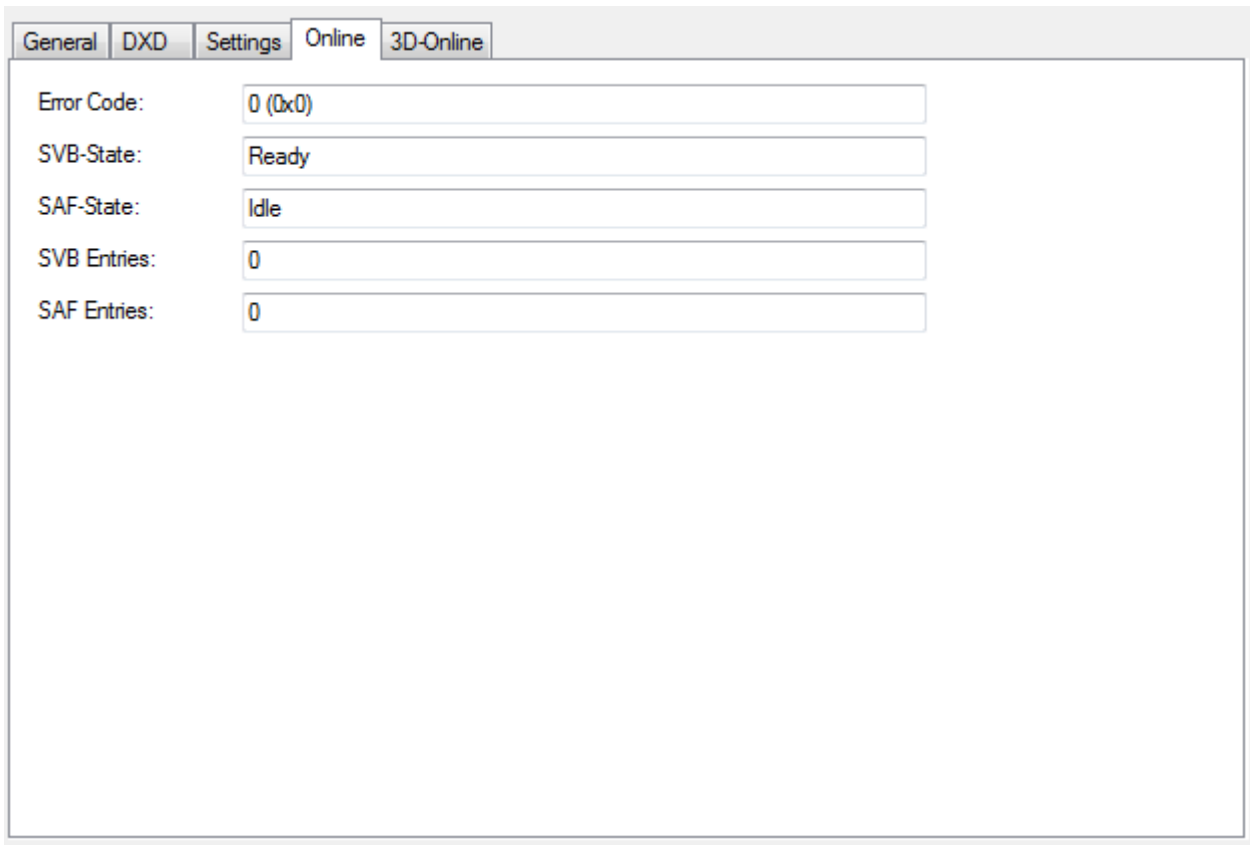 General DXD Settings Online 3D-Online
Error Code: 0 (0x0)
SVB-State: Ready
SAF-State: Idle
SVB Entries: 0
SAF Entries: 0